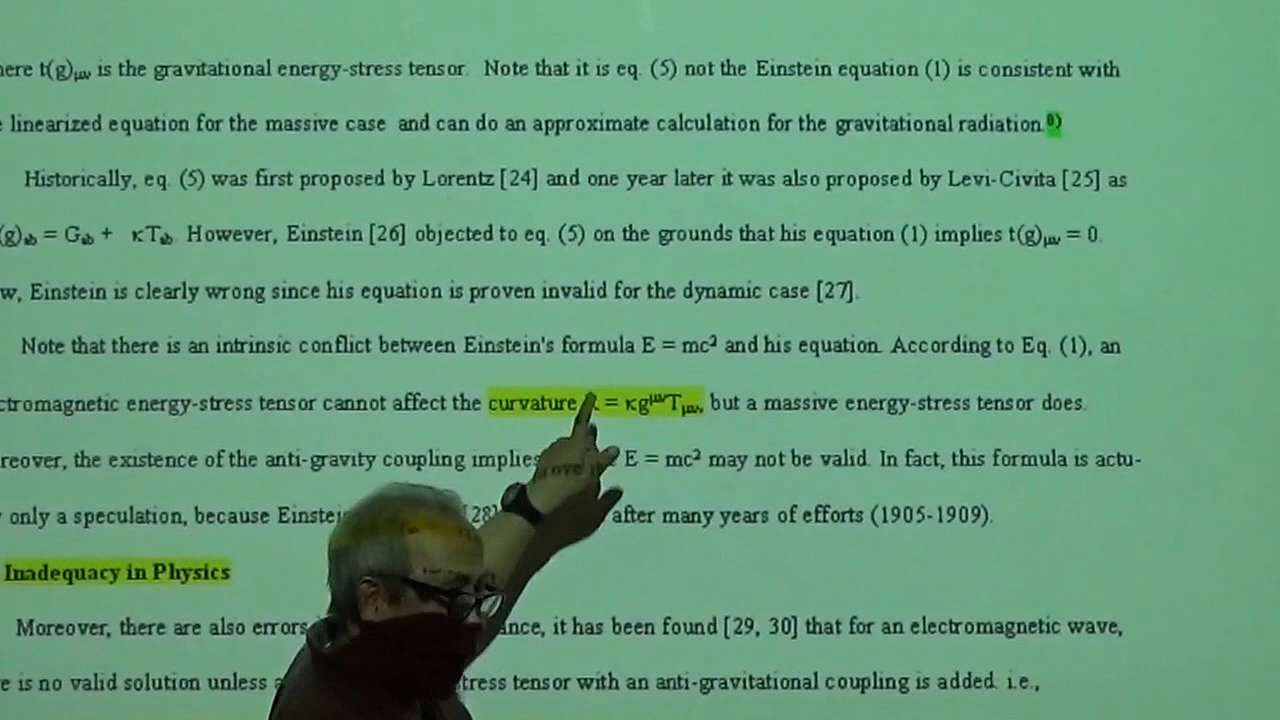 here t(g)μν is the gravitational energy-stress tensor. Note that it is eq. (5) not the Einstein equation (1) is consistent with
linearized equation for the massive case and can do an approximate calculation for the gravitational radiation.8)
Historically, eq. (5) was first proposed by Lorentz [24] and one year later it was also proposed by Levi-Civita [25] as
(g)ab = Gab + κTab. However, Einstein [26] objected to eq. (5) on the grounds that his equation (1) implies t(g)μν = 0.
w, Einstein is clearly wrong since his equation is proven invalid for the dynamic case [27].
Note that there is an intrinsic conflict between Einstein's formula E = mc² and his equation. According to Eq. (1), an
ctromagnetic energy-stress tensor cannot affect the curvature = κgμνTμν, but a massive energy-stress tensor does.
reover, the existence of the anti-gravity coupling implies E = mc² may not be valid. In fact, this formula is actu-
only a speculation, because Einstei [28] after many years of efforts (1905-1909).
Inadequacy in Physics
Moreover, there are also errors ance, it has been found [29, 30] that for an electromagnetic wave,
e is no valid solution unless a tress tensor with an anti-gravitational coupling is added. i.e.,